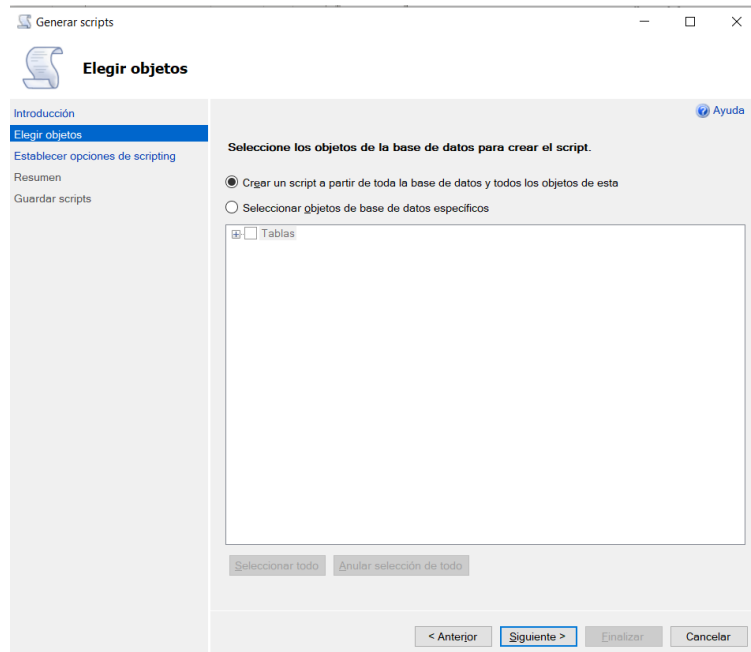 Generar scripts
Elegir objetos
Ayuda
Introducción
Elegir objetos
Establecer opciones de scripting
Resumen
Guardar scripts
Seleccione los objetos de la base de datos para crear el script.
Crear un script a partir de toda la base de datos y todos los objetos de esta
Seleccionar objetos de base de datos específicos
Tablas
Seleccionar todo
Anular selección de todo
< Anterior
Siguiente >
Finalizar
Cancelar